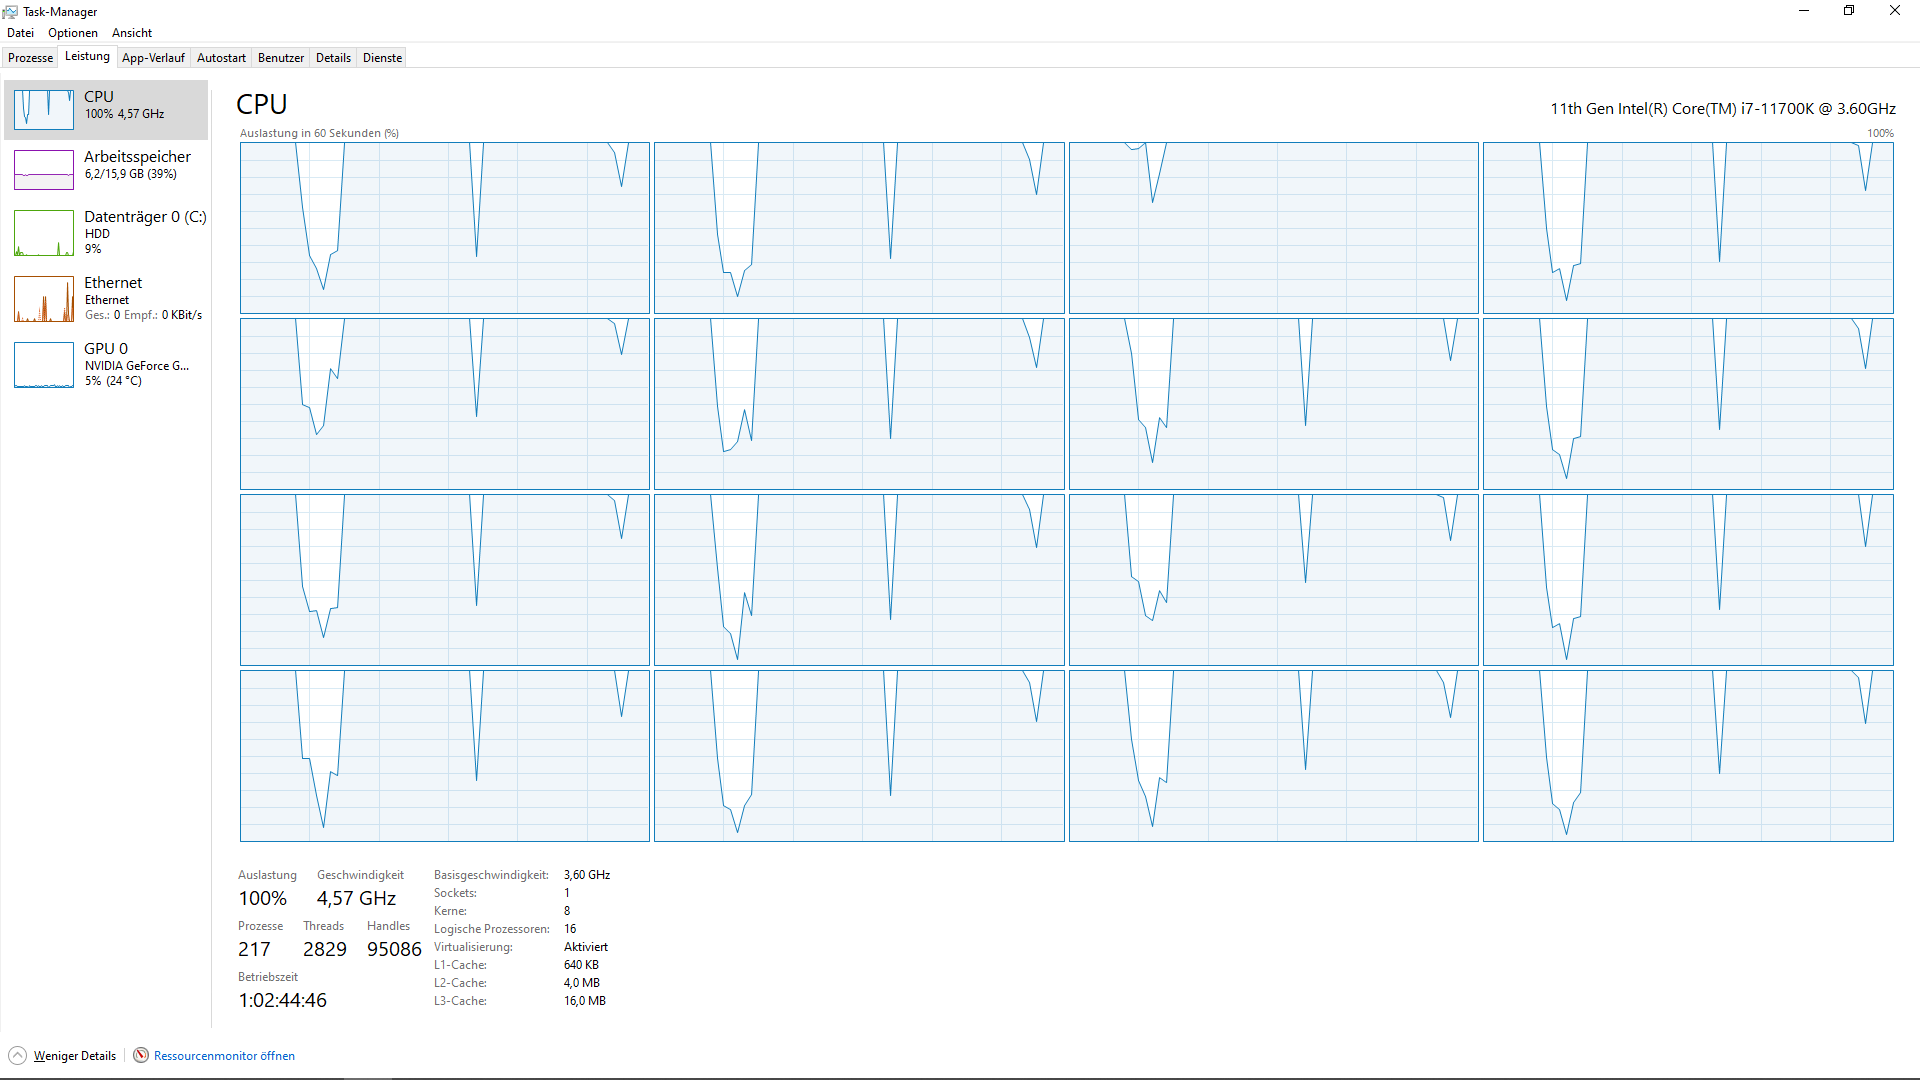 Task-Manager
Datei Optionen Ansicht
Prozesse Leistung App-Verlauf Autostart Benutzer Details Dienste
CPU
100% 4,57 GHz
Arbeitsspeicher
6,2/15,9 GB (39%)
Datenträger 0 (C:)
HDD
9%
Ethernet
Ethernet
Ges.: 0 Empf.: 0 KBit/s
GPU 0
NVIDIA GeForce G...
5% (24 °C)
CPU
11th Gen Intel(R) Core(TM) i7-11700K @ 3.60GHz
Auslastung in 60 Sekunden (%)
100%
Auslastung Geschwindigkeit
100% 4,57 GHz
Prozesse Threads Handles
217 2829 95086
Betriebszeit
1:02:44:46
Basisgeschwindigkeit: 3,60 GHz
Sockets: 1
Kerne: 8
Logische Prozessoren: 16
Virtualisierung: Aktiviert
L1-Cache: 640 KB
L2-Cache: 4,0 MB
L3-Cache: 16,0 MB
Weniger Details
Ressourcenmonitor öffnen